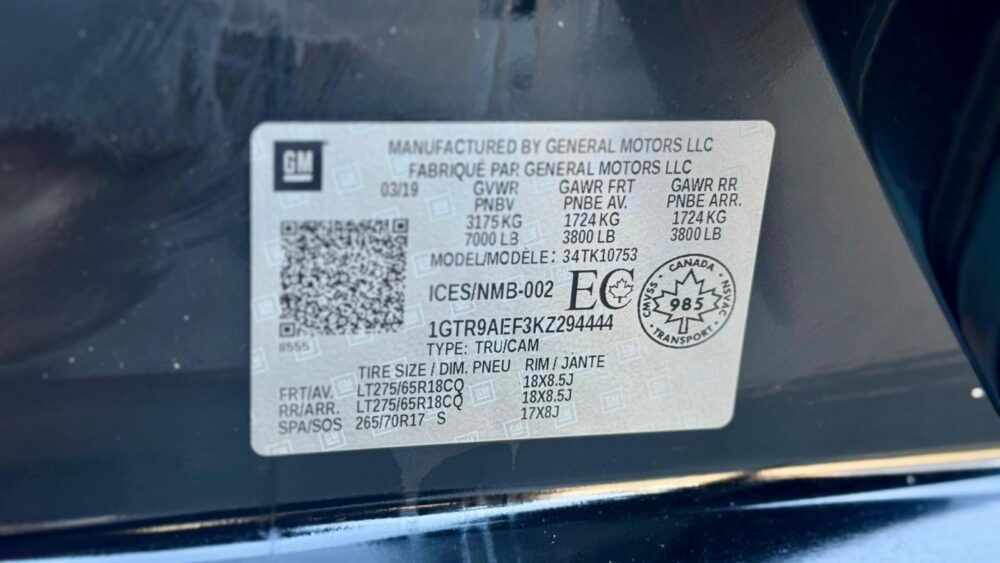 GM
MANUFACTURED BY GENERAL MOTORS LLC
FABRIQUÉ PAR GENERAL MOTORS LLC
03/19 GVWR GAWR FRT GAWR RR
PNBV PNBE AV. PNBE ARR.
3175 KG 1724 KG 1724 KG
7000 LB 3800 LB 3800 LB
MODEL/MODÈLE: 34TK10753
ICES/NMB-002 EC
CANADA
CMVSS 985 NSVAC
TRANSPORT
1GTR9AEF3KZ294444
8555
TYPE: TRU/CAM
TIRE SIZE / DIM. PNEU RIM / JANTE
FRT/AV. LT275/65R18CQ 18X8.5J
RR/ARR. LT275/65R18CQ 18X8.5J
SPA/SOS 265/70R17 S 17X8J